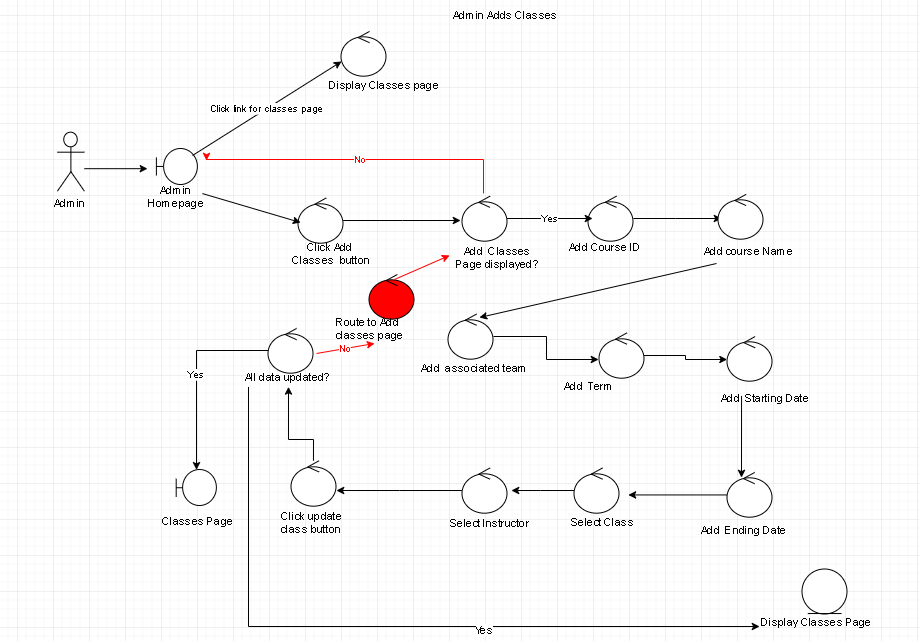 Admin Adds Classes
Display Classes page
Click link for classes page
No
Admin
Admin
Homepage
Click Add
Classes button
Add Classes
Page displayed?
Yes
Add Course ID
Add course Name
Route to Add
classes page
No
All data updated?
Yes
Add associated team
Add Term
Add Starting Date
Classes Page
Click update
class button
Select Instructor
Select Class
Add Ending Date
Yes
Display Classes Page